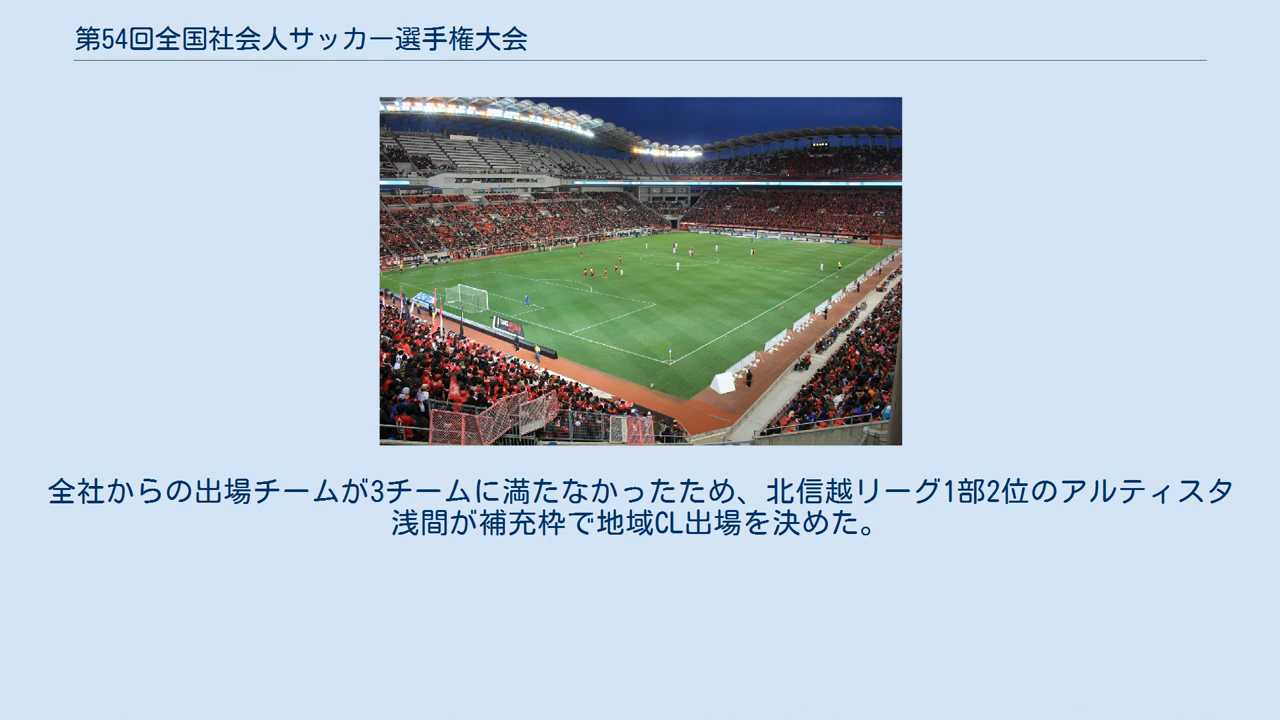 第54回全国社会人サッカー選手権大会
全社からの出場チームが3チームに満たなかったため、北信越リーグ1部2位のアルティスタ
浅間が補充枠で地域CL出場を決めた。